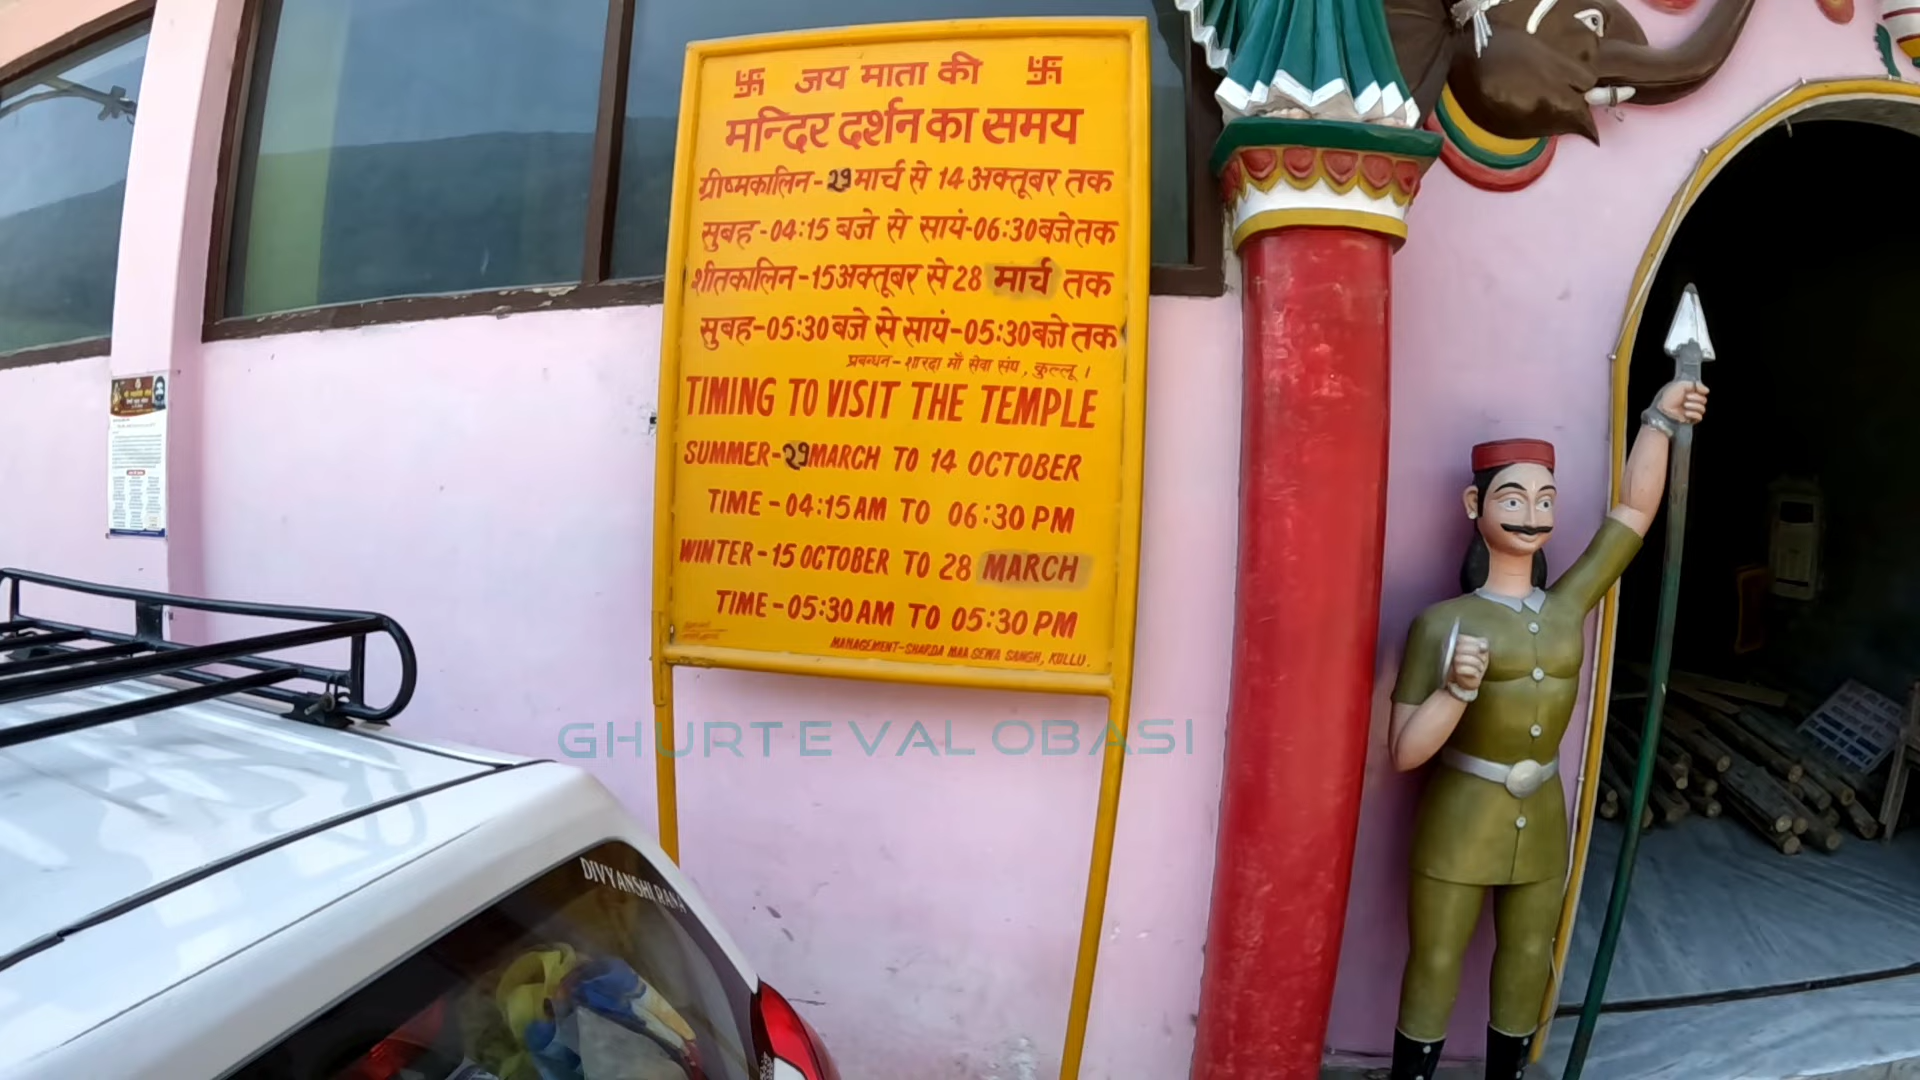 जय माता की
मन्दिर दर्शन का समय
ग्रीष्मकालिन-29 मार्च से 14 अक्तूबर तक
सुबह-04:15 बजे से सायं-06:30 बजे तक
शीतकालिन-15 अक्तूबर से 28 मार्च तक
सुबह-05:30 बजे से सायं-05:30 बजे तक
प्रबन्धन-शारदा माँ सेवा संघ, कुल्लू।
TIMING TO VISIT THE TEMPLE
SUMMER-29 MARCH TO 14 OCTOBER
TIME-04:15 AM TO 06:30 PM
WINTER-15 OCTOBER TO 28 MARCH
TIME-05:30 AM TO 05:30 PM
MANAGEMENT-SHARDA MAA SEWA SANGH, KULLU.
GHURTEVAL OBASI
DIVYANSHI RANA